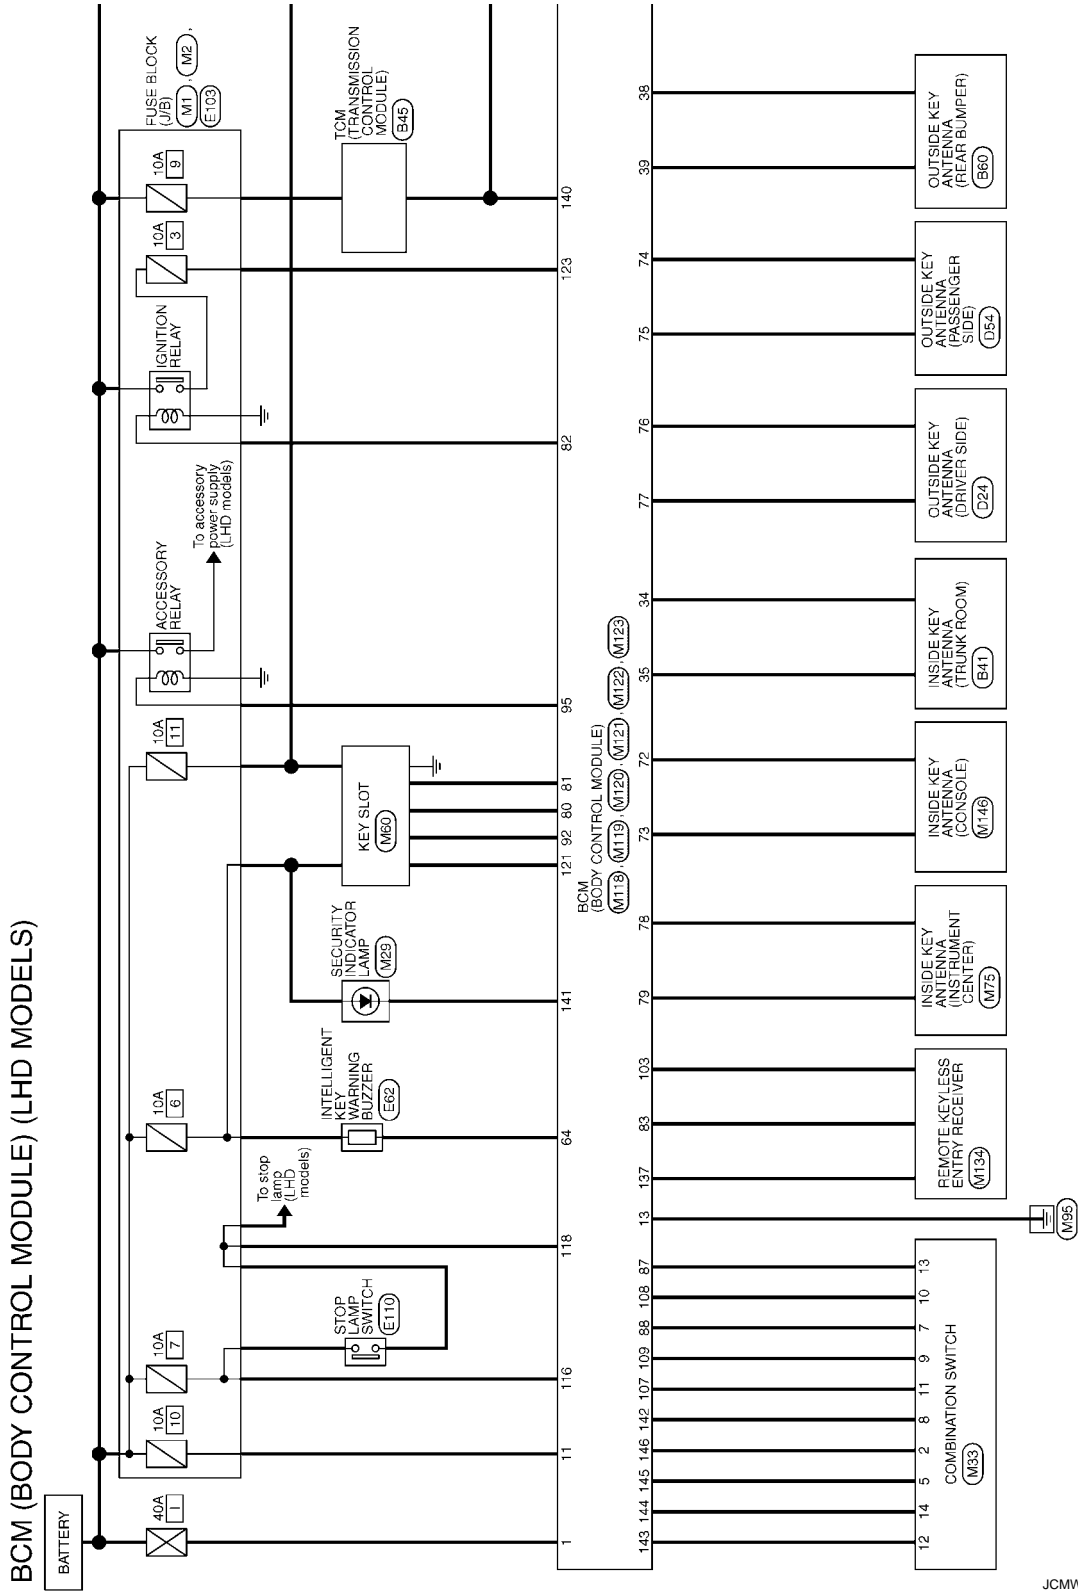 BCM (BODY CONTROL MODULE) (LHD MODELS)
BATTERY
40A
I
10A
10
10A
7
10A
6
10A
11
ACCESSORY
RELAY
To accessory
power supply
(LHD models)
IGNITION
RELAY
10A
3
10A
9
FUSE BLOCK
(J/B)
M1 , M2 ,
E103
STOP
LAMP
SWITCH
E110
To stop
lamp
(LHD
models)
INTELLIGENT
KEY
WARNING
BUZZER
E62
SECURITY
INDICATOR
LAMP
M29
KEY SLOT
M60
TCM
(TRANSMISSION
CONTROL
MODULE)
B45
1
11
116
118
64
141
121
92
80
81
95
82
123
140
BCM
(BODY CONTROL MODULE)
M118 , M119 , M120 , M121 , M122 , M123
143
144
145
146
142
107
109
88
108
87
13
137
83
103
79
78
73
72
35
34
77
76
75
74
39
38
12
14
5
2
8
11
9
7
10
13
COMBINATION SWITCH
M33
M95
REMOTE KEYLESS
ENTRY RECEIVER
M134
INSIDE KEY
ANTENNA
(INSTRUMENT
CENTER)
M75
INSIDE KEY
ANTENNA
(CONSOLE)
M146
INSIDE KEY
ANTENNA
(TRUNK ROOM)
B41
OUTSIDE KEY
ANTENNA
(DRIVER SIDE)
D24
OUTSIDE KEY
ANTENNA
(PASSENGER
SIDE)
D54
OUTSIDE KEY
ANTENNA
(REAR BUMPER)
B60